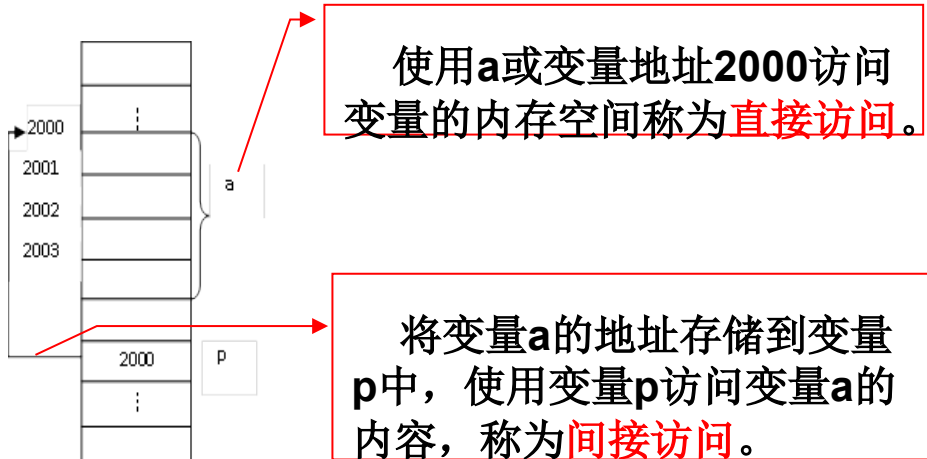 使用a或变量地址2000访问
变量的内存空间称为直接访问。
2000
2001
a
2002
2003
将变量a的地址存储到变量
2000
p
p中，使用变量p访问变量a的
内容，称为间接访问。